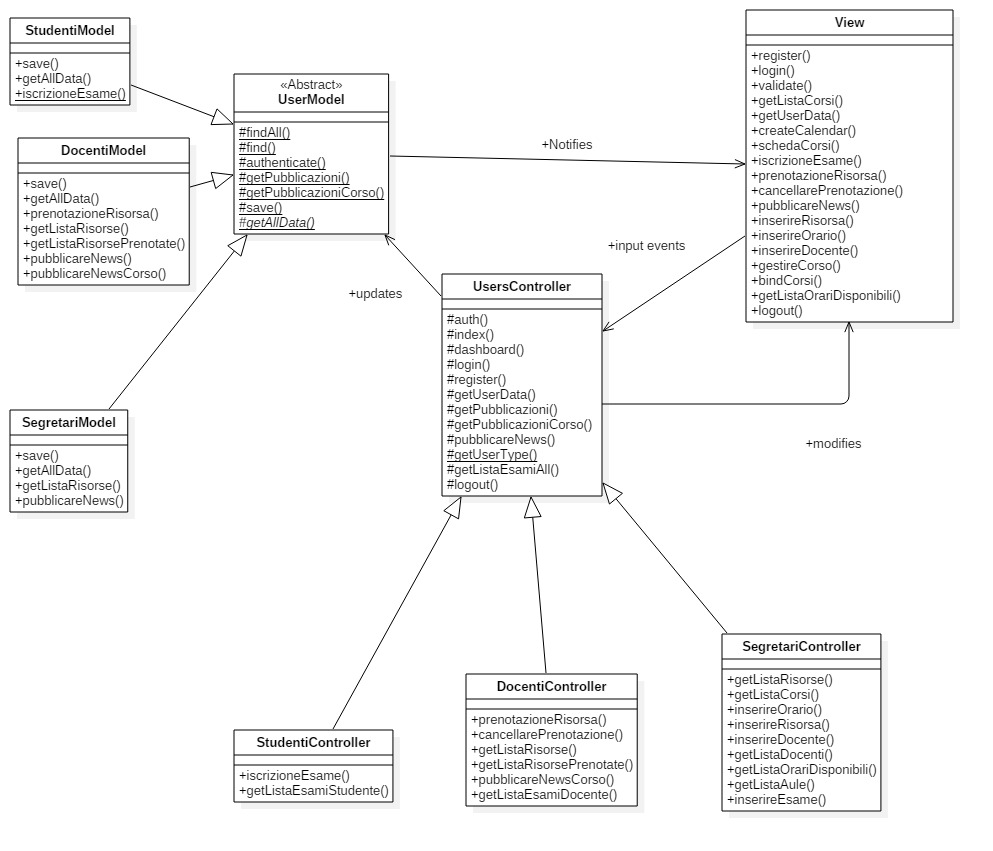 StudentiModel
+save()
+getAllData()
+iscrizioneEsame()
«Abstract»
UserModel
#findAll()
#find()
#authenticate()
#getPubblicazioni()
#getPubblicazioniCorso()
#save()
#getAllData()
View
+register()
+login()
+validate()
+getListaCorsi()
+getUserData()
+createCalendar()
+schedaCorsi()
+iscrizioneEsame()
+prenotazioneRisorsa()
+cancellarePrenotazione()
+pubblicareNews()
+inserireRisorsa()
+inserireOrario()
+inserireDocente()
+gestireCorso()
+bindCorsi()
+getListaOrariDisponibili()
+logout()
DocentiModel
+save()
+getAllData()
+prenotazioneRisorsa()
+getListaRisorse()
+getListaRisorsePrenotate()
+pubblicareNews()
+pubblicareNewsCorso()
+Notifies
+input events
+updates
+modifies
UsersController
#auth()
#index()
#dashboard()
#login()
#register()
#getUserData()
#getPubblicazioni()
#getPubblicazioniCorso()
#pubblicareNews()
#getUserType()
#getListaEsamiAll()
#logout()
SegretariModel
+save()
+getAllData()
+getListaRisorse()
+pubblicareNews()
StudentiController
+iscrizioneEsame()
+getListaEsamiStudente()
DocentiController
+prenotazioneRisorsa()
+cancellarePrenotazione()
+getListaRisorse()
+getListaRisorsePrenotate()
+pubblicareNewsCorso()
+getListaEsamiDocente()
SegretariController
+getListaRisorse()
+getListaCorsi()
+inserireOrario()
+inserireRisorsa()
+inserireDocente()
+getListaDocenti()
+getListaOrariDisponibili()
+getListaAule()
+inserireEsame()